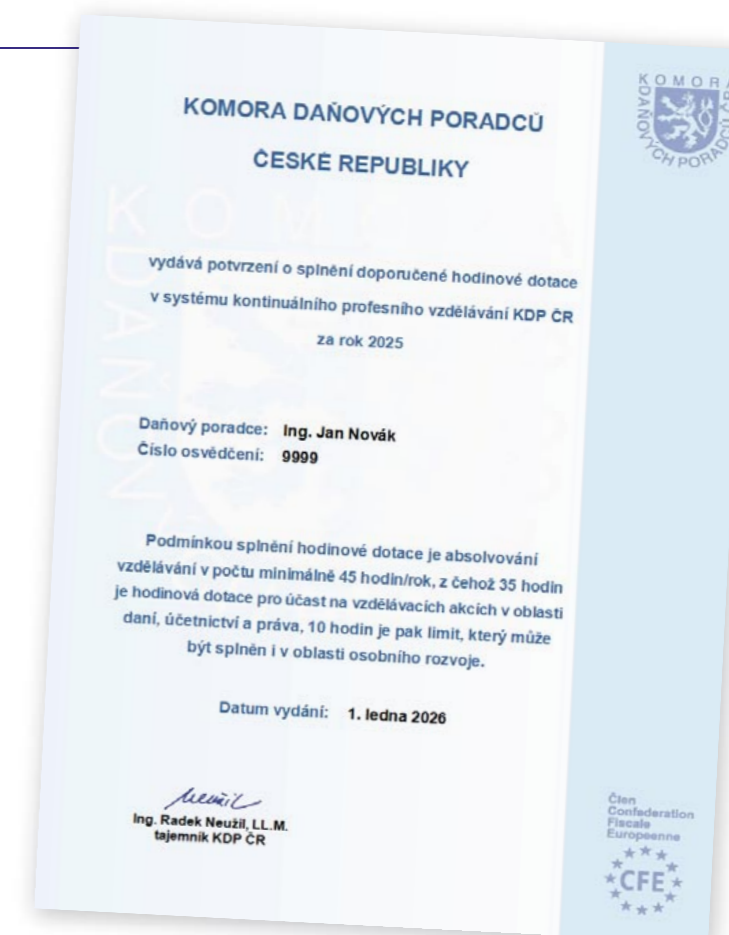 KOMORA DAŇOVÝCH PORADCŮ
ČESKÉ REPUBLIKY
KOMORA
DAŇOVÝCH PORADCŮ ČR
vydává potvrzení o splnění doporučené hodinové dotace
v systému kontinuálního profesního vzdělávání KDP ČR
za rok 2025
Daňový poradce: Ing. Jan Novák
Číslo osvědčení: 9999
Podmínkou splnění hodinové dotace je absolvování
vzdělávání v počtu minimálně 45 hodin/rok, z čehož 35 hodin
je hodinová dotace pro účast na vzdělávacích akcích v oblasti
daní, účetnictví a práva, 10 hodin je pak limit, který může
být splněn i v oblasti osobního rozvoje.
Datum vydání: 1. ledna 2026
Ing. Radek Neužil, LL.M.
tajemník KDP ČR
Člen
Confederation
Fiscale
Europeenne
CFE